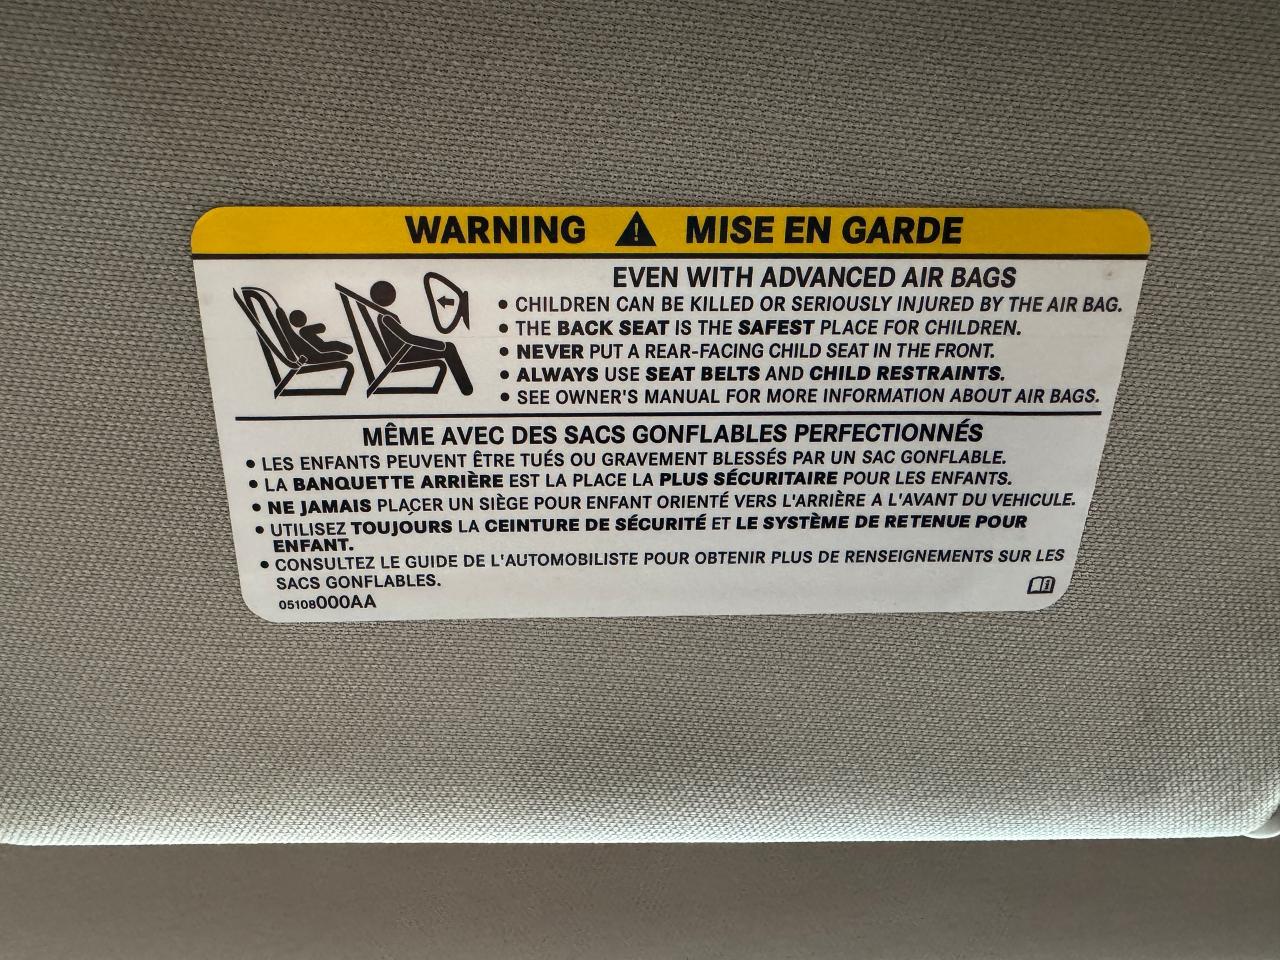 WARNING ⚠ MISE EN GARDE
EVEN WITH ADVANCED AIR BAGS
• CHILDREN CAN BE KILLED OR SERIOUSLY INJURED BY THE AIR BAG.
• THE BACK SEAT IS THE SAFEST PLACE FOR CHILDREN.
• NEVER PUT A REAR-FACING CHILD SEAT IN THE FRONT.
• ALWAYS USE SEAT BELTS AND CHILD RESTRAINTS.
• SEE OWNER'S MANUAL FOR MORE INFORMATION ABOUT AIR BAGS.
MÊME AVEC DES SACS GONFLABLES PERFECTIONNÉS
• LES ENFANTS PEUVENT ÊTRE TUÉS OU GRAVEMENT BLESSÉS PAR UN SAC GONFLABLE.
• LA BANQUETTE ARRIÈRE EST LA PLACE LA PLUS SÉCURITAIRE POUR LES ENFANTS.
• NE JAMAIS PLACER UN SIÈGE POUR ENFANT ORIENTÉ VERS L'ARRIÈRE A L'AVANT DU VEHICULE.
• UTILISEZ TOUJOURS LA CEINTURE DE SÉCURITÉ ET LE SYSTÈME DE RETENUE POUR
ENFANT.
• CONSULTEZ LE GUIDE DE L'AUTOMOBILISTE POUR OBTENIR PLUS DE RENSEIGNEMENTS SUR LES
SACS GONFLABLES.
05108000AA